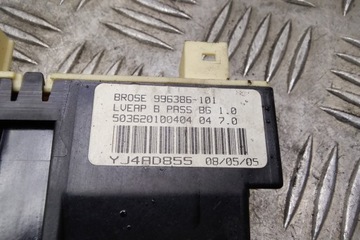 BROSE 996386-101
LVEAP B PASS BG 1.0
503620100404 04 7.0
YJ4AD855 08/05/05